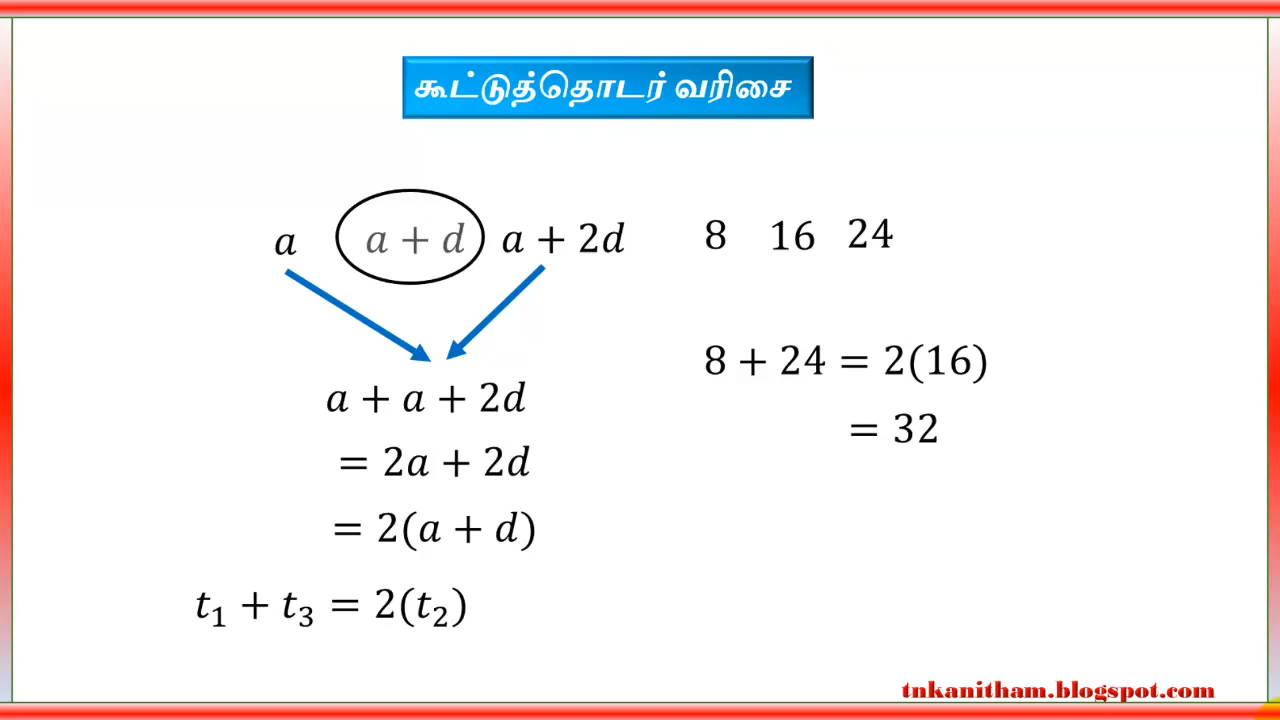 கூட்டுத்தொடர் வரிசை
a a + d a + 2d 8 16 24
a + a + 2d
= 2a + 2d
= 2(a + d)
t₁ + t₃ = 2(t₂)
8 + 24 = 2(16)
= 32
tnkanitham.blogspot.com